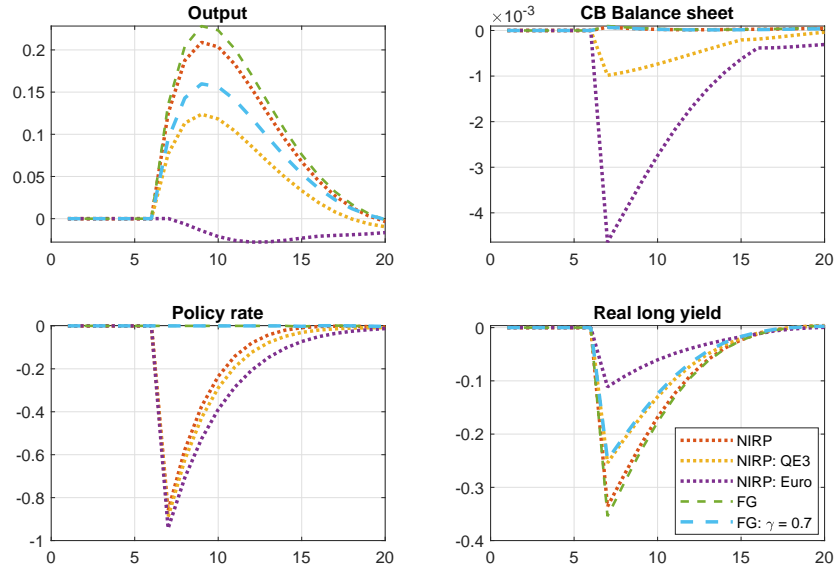 Output
0.2
0.15
0.1
0.05
0
0 5 10 15 20
CB Balance sheet
×10⁻³
0
-1
-2
-3
-4
0 5 10 15 20
Policy rate
0
-0.2
-0.4
-0.6
-0.8
-1
0 5 10 15 20
Real long yield
0
-0.1
-0.2
-0.3
-0.4
0 5 10 15 20
NIRP
NIRP: QE3
NIRP: Euro
FG
FG: γ = 0.7